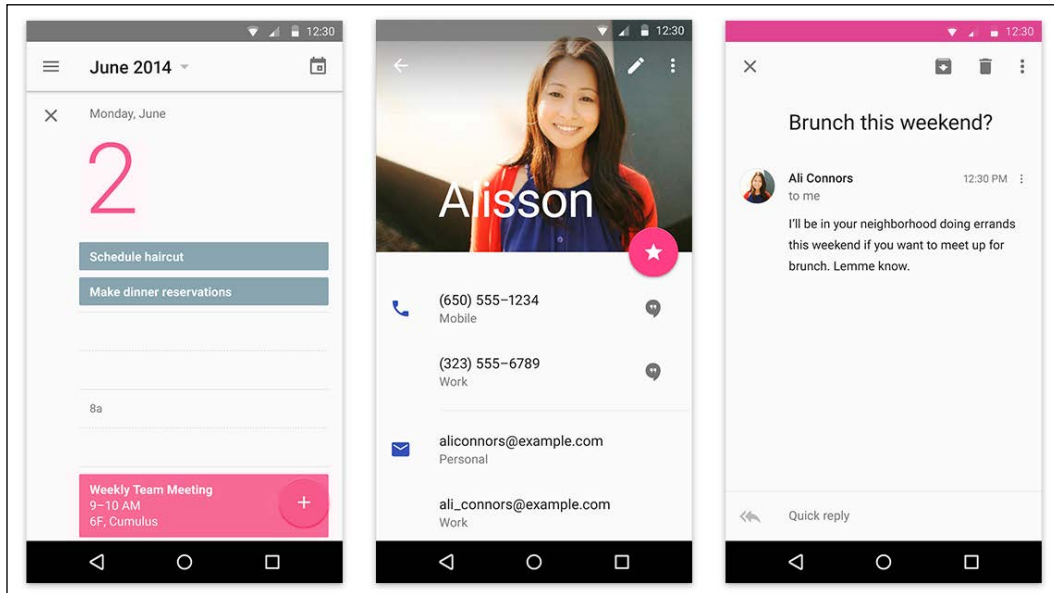 12:30
June 2014
Monday, June
2
Schedule haircut
Make dinner reservations
8a
Weekly Team Meeting
9–10 AM
6F, Cumulus
12:30
Alisson
(650) 555–1234
Mobile
(323) 555–6789
Work
aliconnors@example.com
Personal
ali_connors@example.com
Work
12:30
Brunch this weekend?
Ali Connors 12:30 PM
to me
I'll be in your neighborhood doing errands
this weekend if you want to meet up for
brunch. Lemme know.
Quick reply